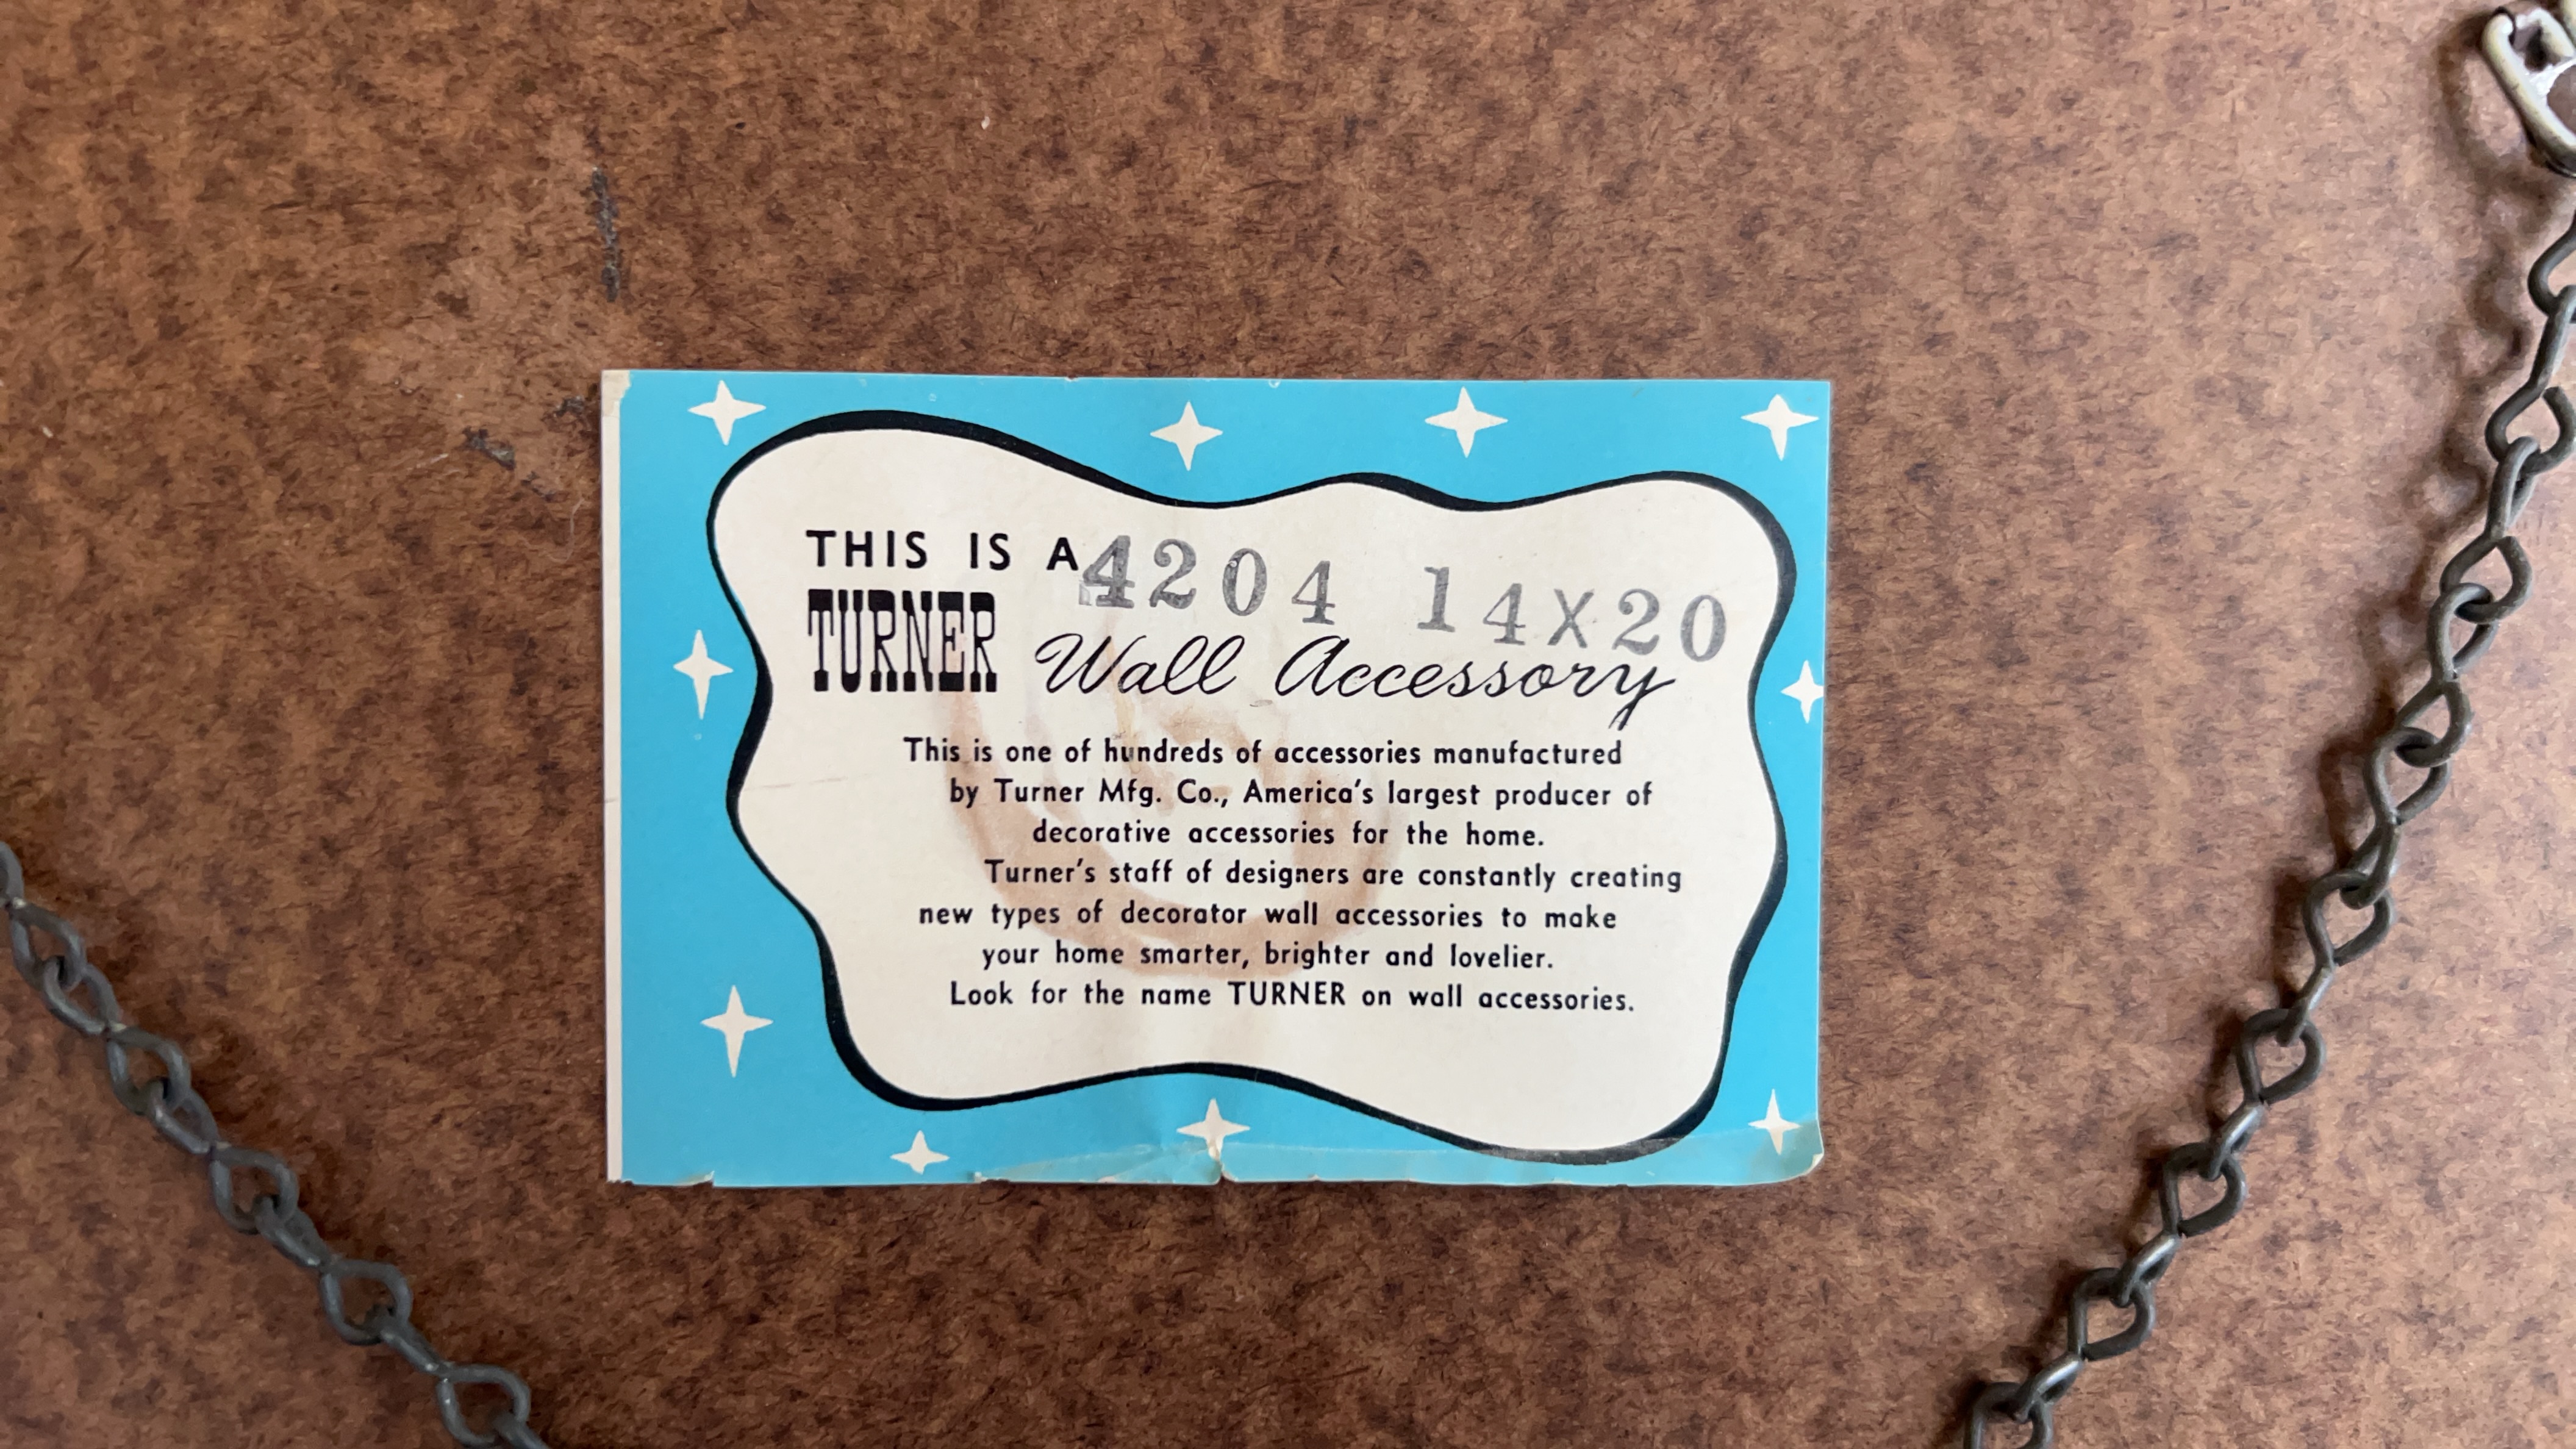 THIS IS A 4204 14X20
TURNER Wall Accessory
This is one of hundreds of accessories manufactured
by Turner Mfg. Co., America's largest producer of
decorative accessories for the home.
Turner's staff of designers are constantly creating
new types of decorator wall accessories to make
your home smarter, brighter and lovelier.
Look for the name TURNER on wall accessories.